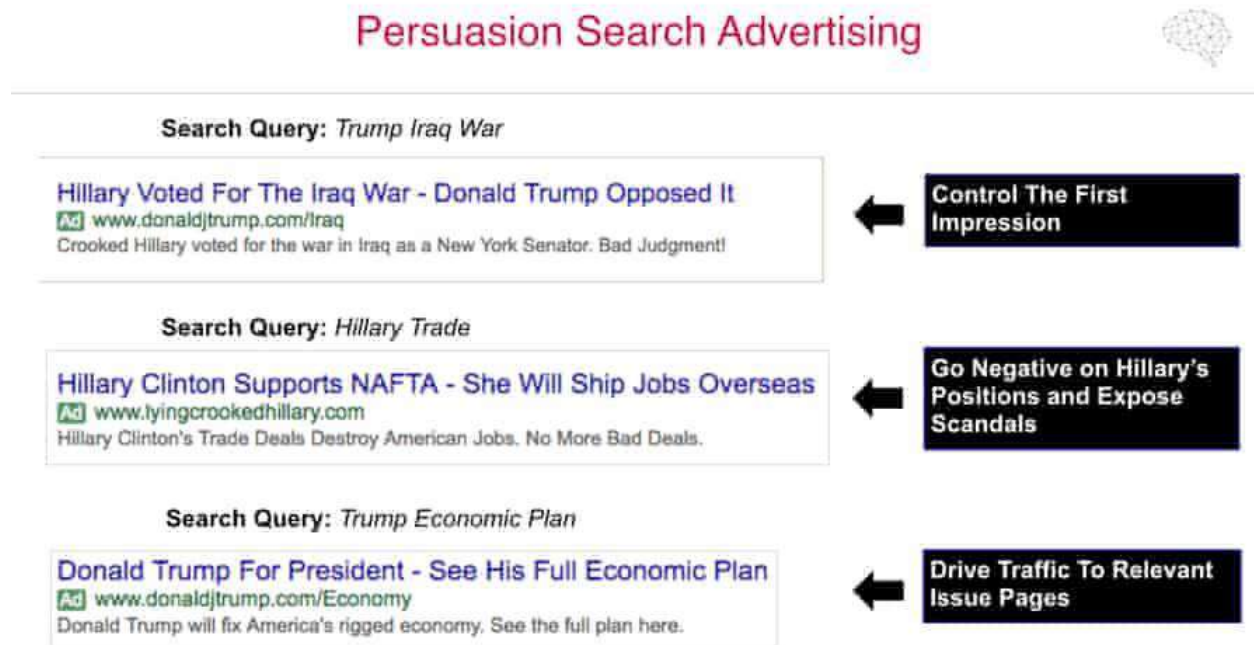 Persuasion Search Advertising
Search Query: Trump Iraq War
Hillary Voted For The Iraq War - Donald Trump Opposed It
Ad www.donaldjtrump.com/Iraq
Crooked Hillary voted for the war in Iraq as a New York Senator. Bad Judgment!
Control The First
Impression
Search Query: Hillary Trade
Hillary Clinton Supports NAFTA - She Will Ship Jobs Overseas
Ad www.lyingcrookedhillary.com
Hillary Clinton's Trade Deals Destroy American Jobs. No More Bad Deals.
Go Negative on Hillary's
Positions and Expose
Scandals
Search Query: Trump Economic Plan
Donald Trump For President - See His Full Economic Plan
Ad www.donaldjtrump.com/Economy
Donald Trump will fix America's rigged economy. See the full plan here.
Drive Traffic To Relevant
Issue Pages